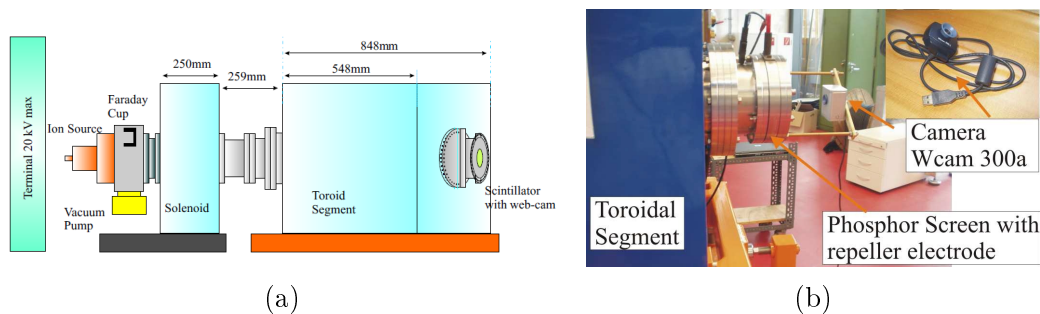 848mm
250mm
548mm
259mm
Terminal 20 kV max
Faraday
Cup
Ion Source
Vacuum
Pump
Solenoid
Toroid
Segment
Scintillator
with web-cam
(a)
Toroidal
Segment
Camera
Wcam 300a
Phosphor Screen with
repeller electrode
(b)